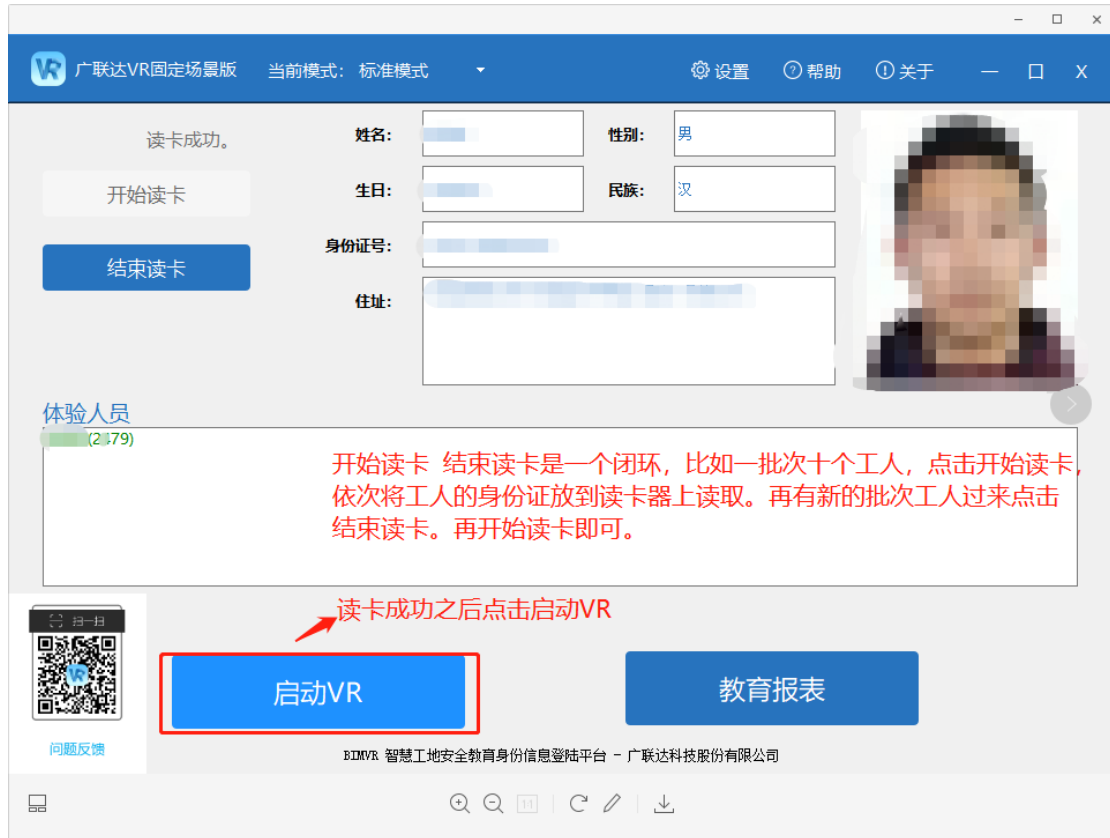 VR 广联达VR固定场景版 当前模式: 标准模式 设置 帮助 关于
读卡成功。
开始读卡
结束读卡
姓名:
性别: 男
生日:
民族: 汉
身份证号:
住址:
体验人员
开始读卡 结束读卡是一个闭环，比如一批次十个工人，点击开始读卡，
依次将工人的身份证放到读卡器上读取。再有新的批次工人过来点击
结束读卡。再开始读卡即可。
读卡成功之后点击启动VR
扫一扫
VR
问题反馈
启动VR
教育报表
BIMVR 智慧工地安全教育身份信息登陆平台 - 广联达科技股份有限公司
1:1